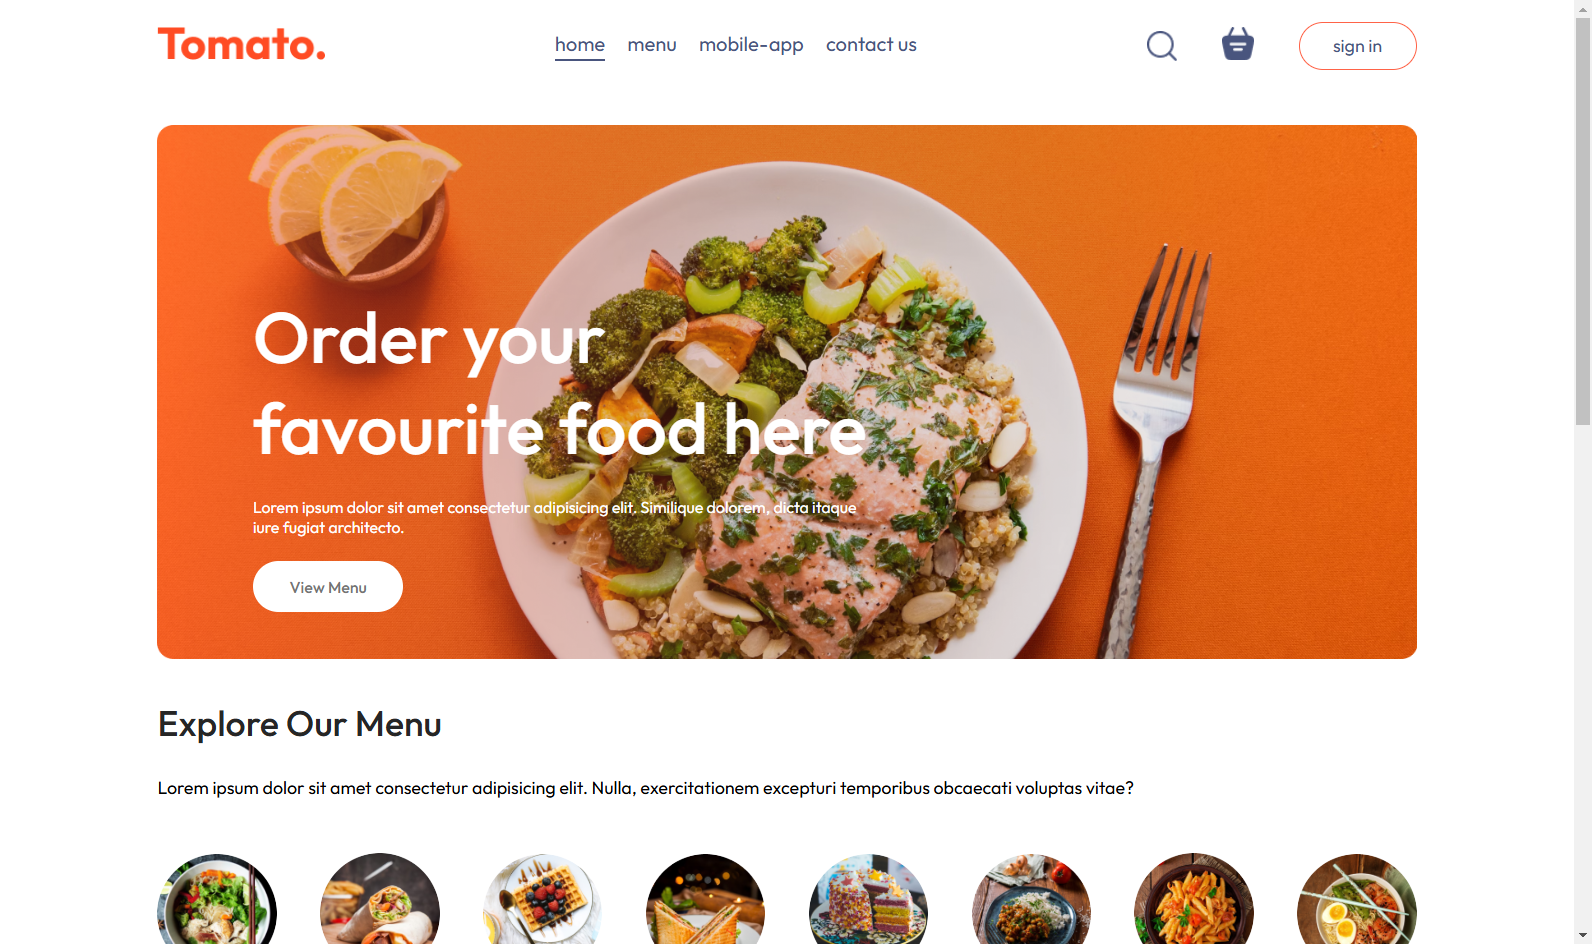 Tomato.
home menu mobile-app contact us
sign in
Order your
favourite food here
Lorem ipsum dolor sit amet consectetur adipisicing elit. Similique dolorem, dicta itaque
iure fugiat architecto.
View Menu
Explore Our Menu
Lorem ipsum dolor sit amet consectetur adipisicing elit. Nulla, exercitationem excepturi temporibus obcaecati voluptas vitae?